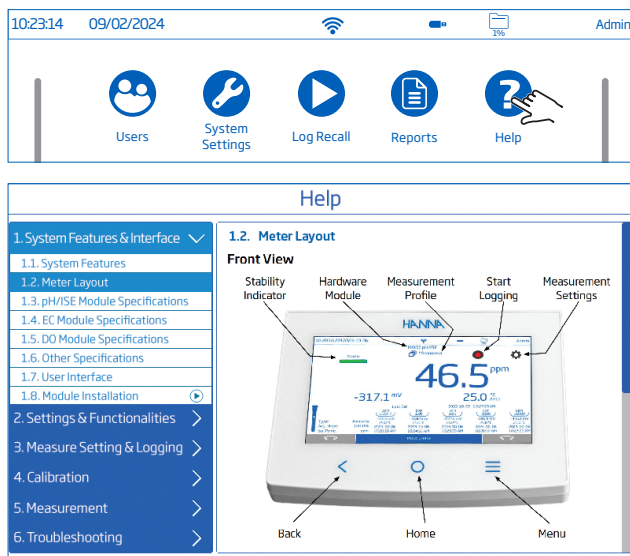 10:23:14 09/02/2024 1% Admin
Users System Settings Log Recall Reports Help
Help
1. System Features & Interface
1.1. System Features
1.2. Meter Layout
1.3. pH/ISE Module Specifications
1.4. EC Module Specifications
1.5. DO Module Specifications
1.6. Other Specifications
1.7. User Interface
1.8. Module Installation
2. Settings & Functionalities
3. Measure Setting & Logging
4. Calibration
5. Measurement
6. Troubleshooting
1.2. Meter Layout
Front View
Stability Indicator
Hardware Module
Measurement Profile
Start Logging
Measurement Settings
HANNA
46.5 ppm
-317.1 mV 25.0 °C
Back Home Menu